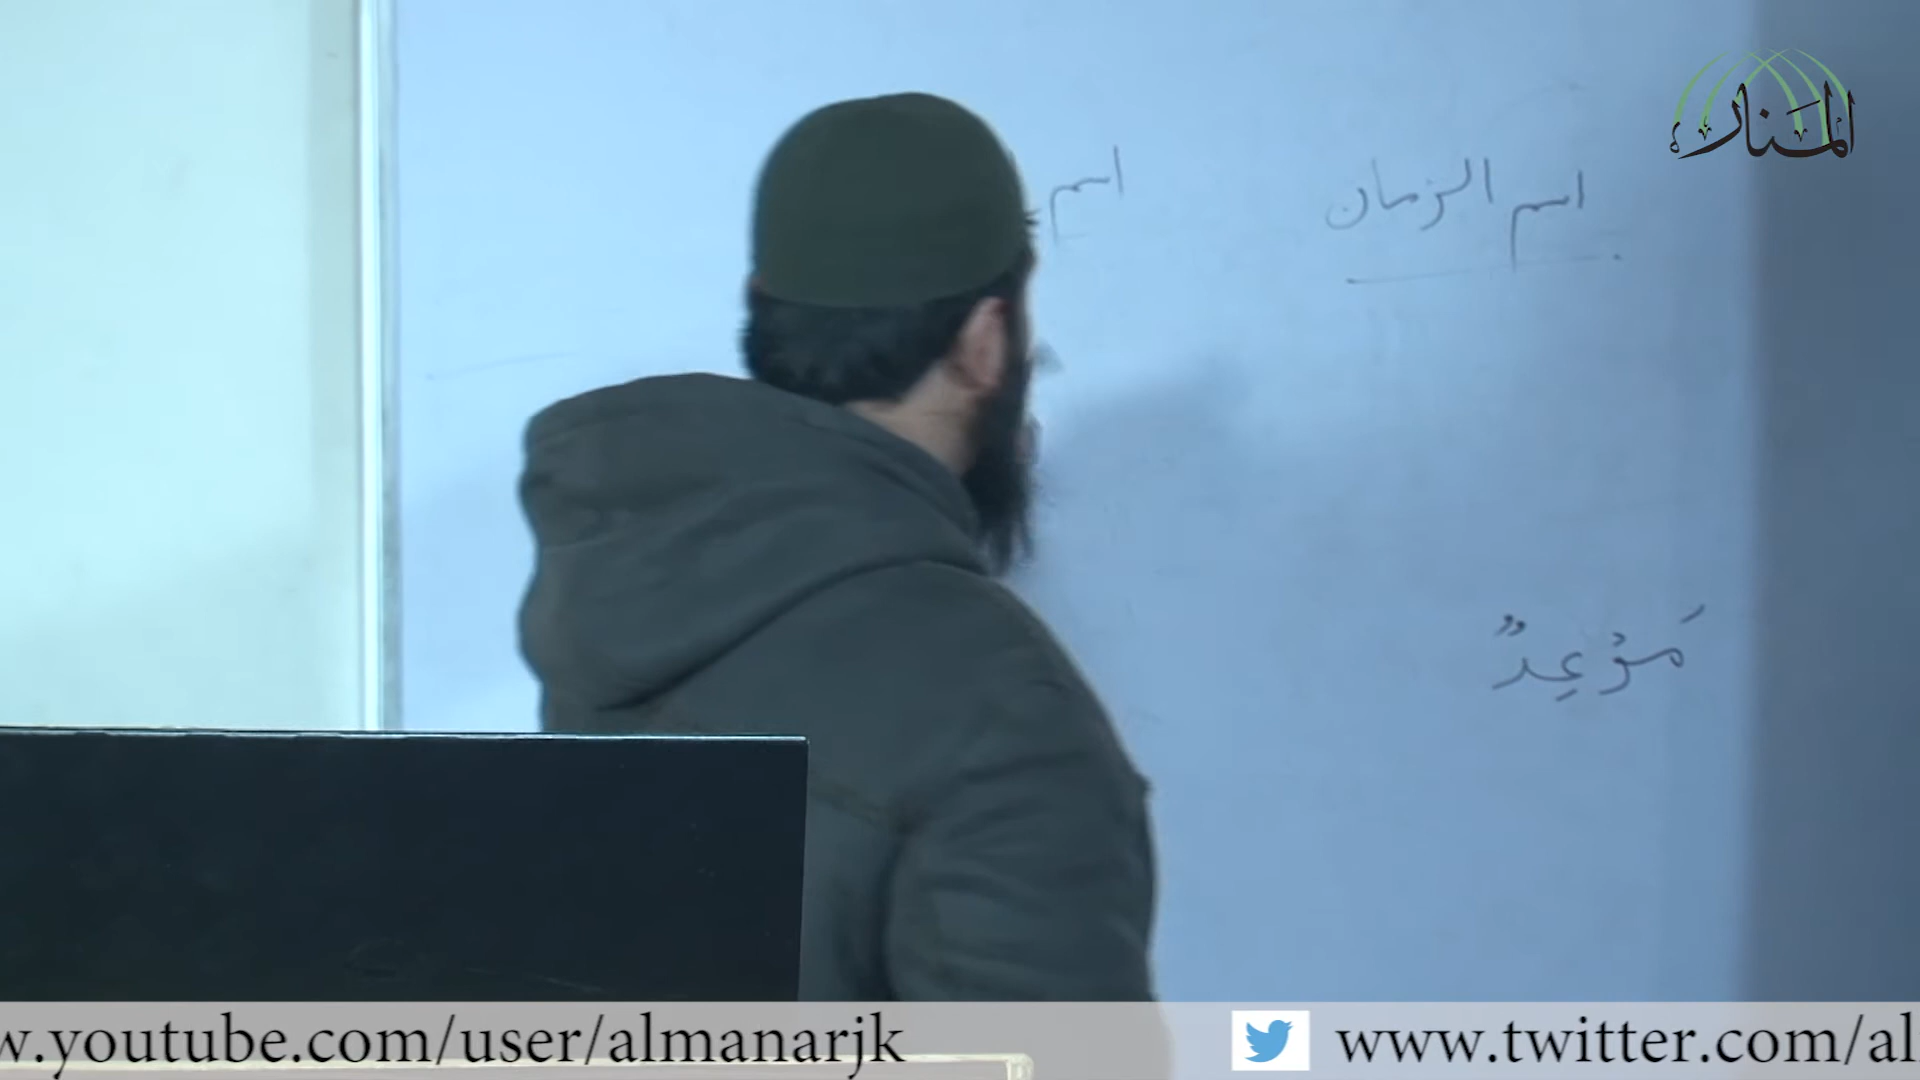 المنار
اسم الزمان
اسم
مَوْعِدٌ
w.youtube.com/user/almanarjk
www.twitter.com/al